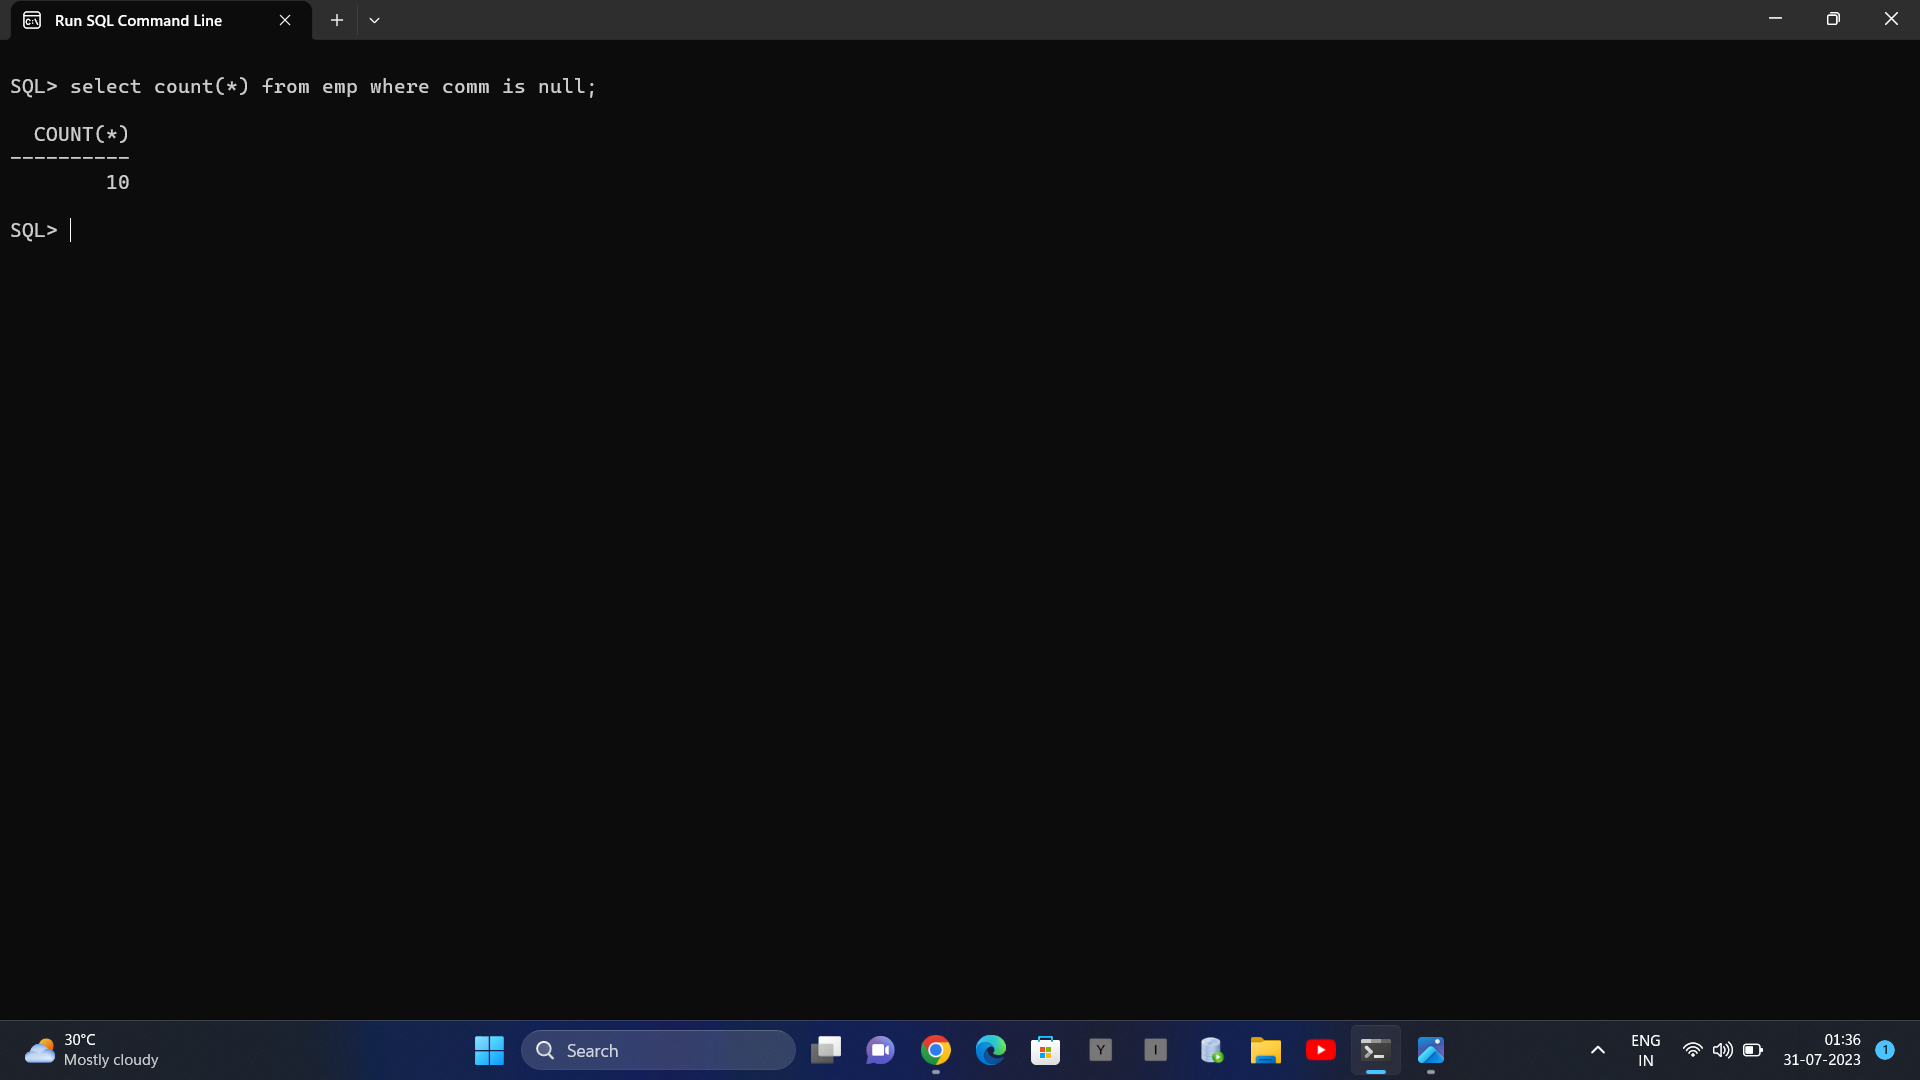 Run SQL Command Line
SQL> select count(*) from emp where comm is null;
COUNT(*)
----------
10
SQL>
30°C
Mostly cloudy
Search
Y
I
ENG
IN
01:36
31-07-2023
1